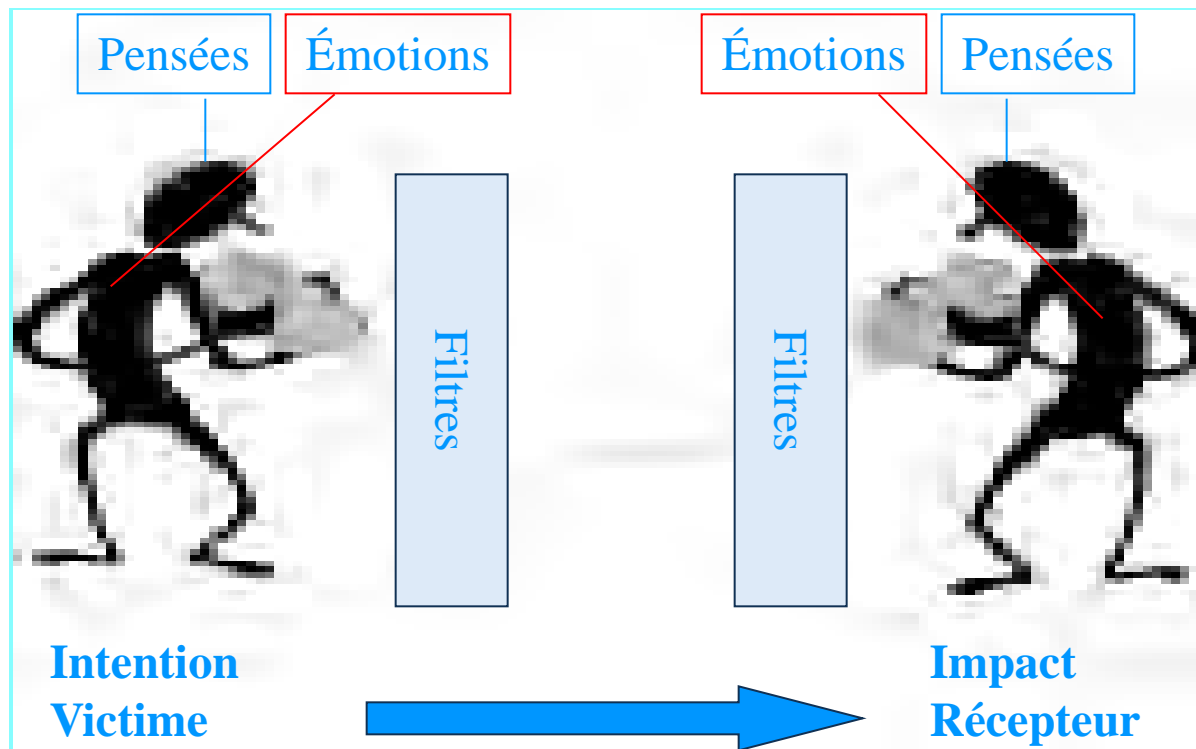 Pensées
Émotions
Émotions
Pensées
Filtres
Filtres
Intention
Victime
Impact
Récepteur